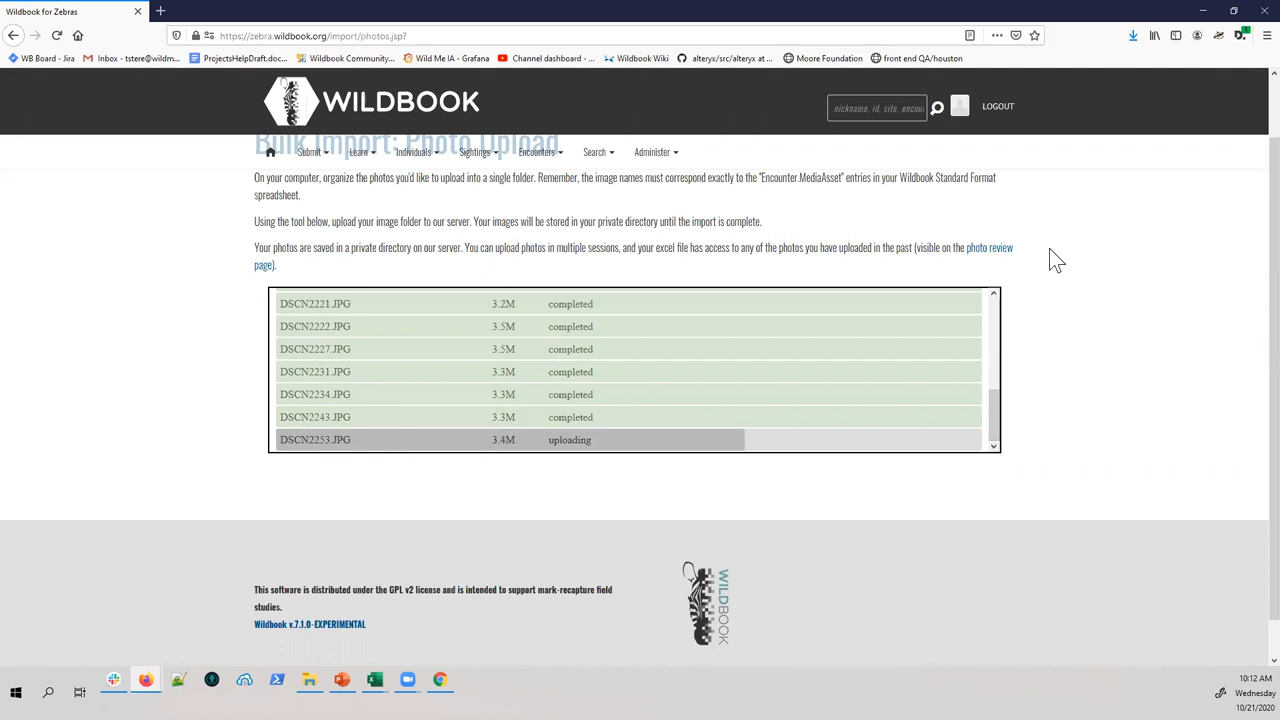 Wildbook for Zebras
https://zebra.wildbook.org/import/photos.jsp?
WB Board - Jira
Inbox - tstere@wildm...
ProjectsHelpDraft.doc...
Wildbook Community...
Wild Me IA - Grafana
Channel dashboard - ...
Wildbook Wiki
alteryx/src/alteryx at ...
Moore Foundation
front end QA/houston
WILDBOOK
nickname, id, site, encoun
LOGOUT
Bulk Import: Photo Upload
Submit
Learn
Individuals
Sightings
Encounters
Search
Administer
On your computer, organize the photos you'd like to upload into a single folder. Remember, the image names must correspond exactly to the "Encounter.MediaAsset" entries in your Wildbook Standard Format
spreadsheet.
Using the tool below, upload your image folder to our server. Your images will be stored in your private directory until the import is complete.
Your photos are saved in a private directory on our server. You can upload photos in multiple sessions, and your excel file has access to any of the photos you have uploaded in the past (visible on the photo review
page).
DSCN2221.JPG 3.2M completed
DSCN2222.JPG 3.5M completed
DSCN2227.JPG 3.5M completed
DSCN2231.JPG 3.3M completed
DSCN2234.JPG 3.3M completed
DSCN2243.JPG 3.3M completed
DSCN2253.JPG 3.4M uploading
This software is distributed under the GPL v2 license and is intended to support mark-recapture field
studies.
Wildbook v.7.1.0-EXPERIMENTAL
WILDBOOK
10:12 AM
Wednesday
10/21/2020